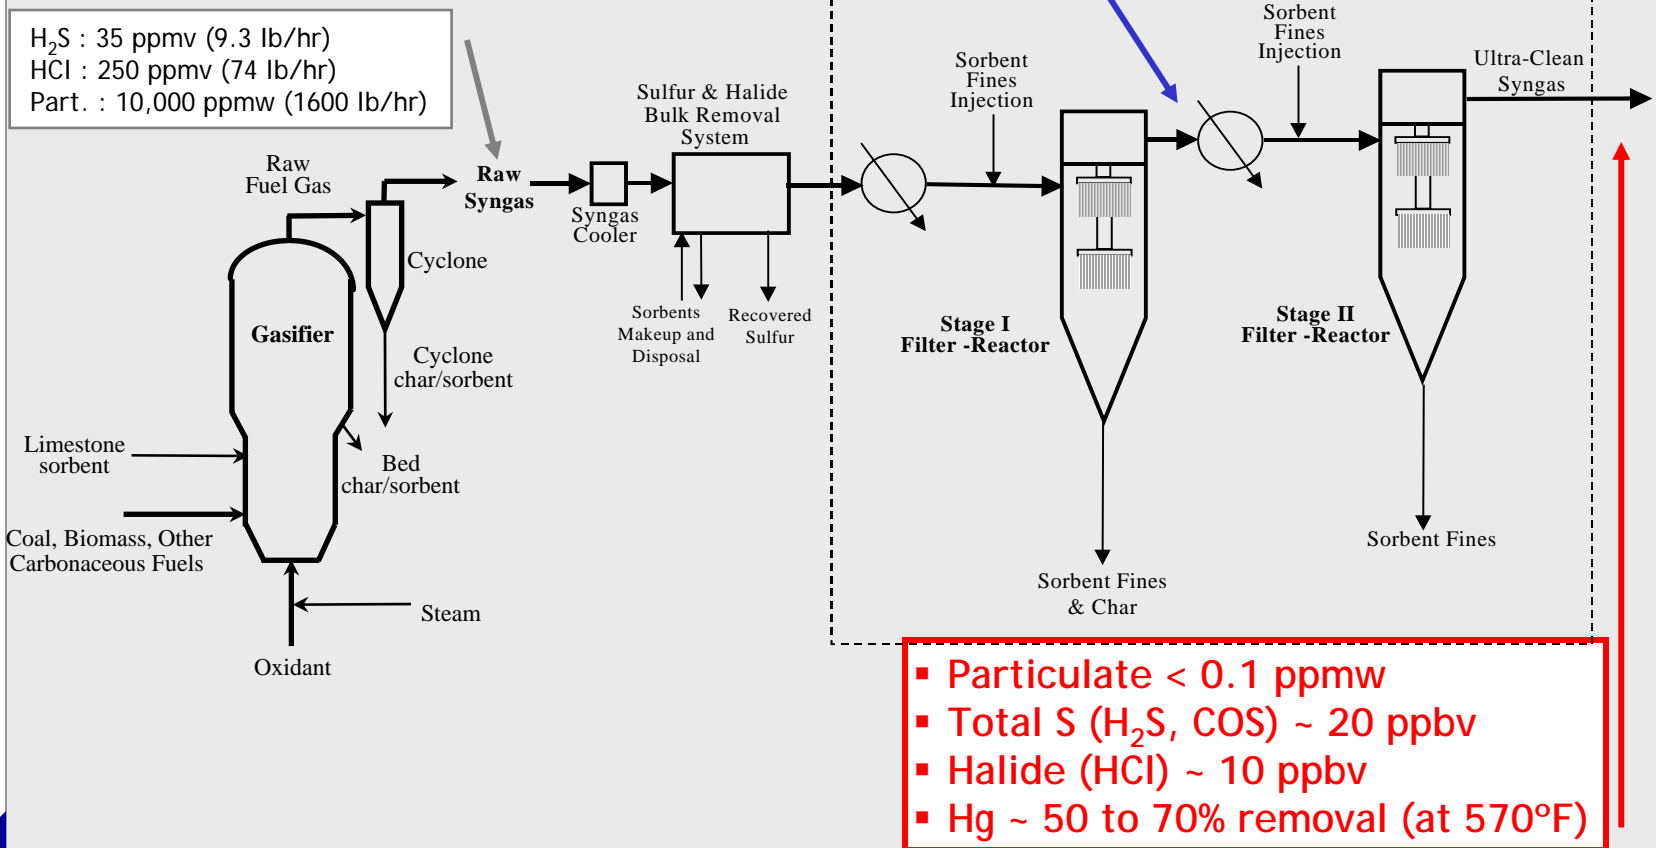 H₂S : 35 ppmv (9.3 lb/hr)
HCl : 250 ppmv (74 lb/hr)
Part. : 10,000 ppmw (1600 lb/hr)
Raw
Fuel Gas
Cyclone
Gasifier
Cyclone
char/sorbent
Bed
char/sorbent
Limestone
sorbent
Coal, Biomass, Other
Carbonaceous Fuels
Steam
Oxidant
Raw
Syngas
Syngas
Cooler
Sulfur & Halide
Bulk Removal
System
Sorbents
Makeup and
Disposal
Recovered
Sulfur
Sorbent
Fines
Injection
Stage I
Filter -Reactor
Sorbent Fines
& Char
Sorbent
Fines
Injection
Stage II
Filter -Reactor
Sorbent Fines
Ultra-Clean
Syngas
▪ Particulate < 0.1 ppmw
▪ Total S (H₂S, COS) ~ 20 ppbv
▪ Halide (HCl) ~ 10 ppbv
▪ Hg ~ 50 to 70% removal (at 570ºF)